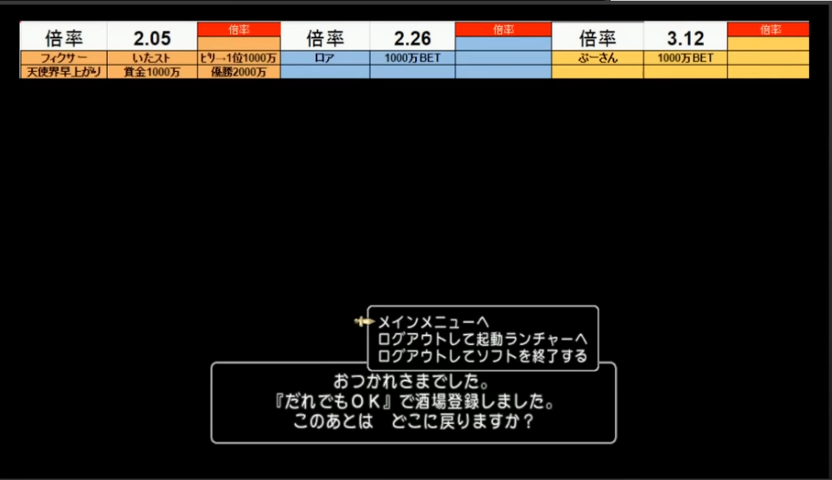 倍率 2.05 倍率 倍率 2.26 倍率 倍率 3.12 倍率
フィクサー いたスト ビリ→1位1000万 ロア 1000万BET ぷーさん 1000万BET
天使界早上がり 賞金1000万 優勝2000万
メインメニューへ
ログアウトして起動ランチャーへ
ログアウトしてソフトを終了する
おつかれさまでした。
『だれでもOK』で酒場登録しました。
このあとは どこに戻りますか?